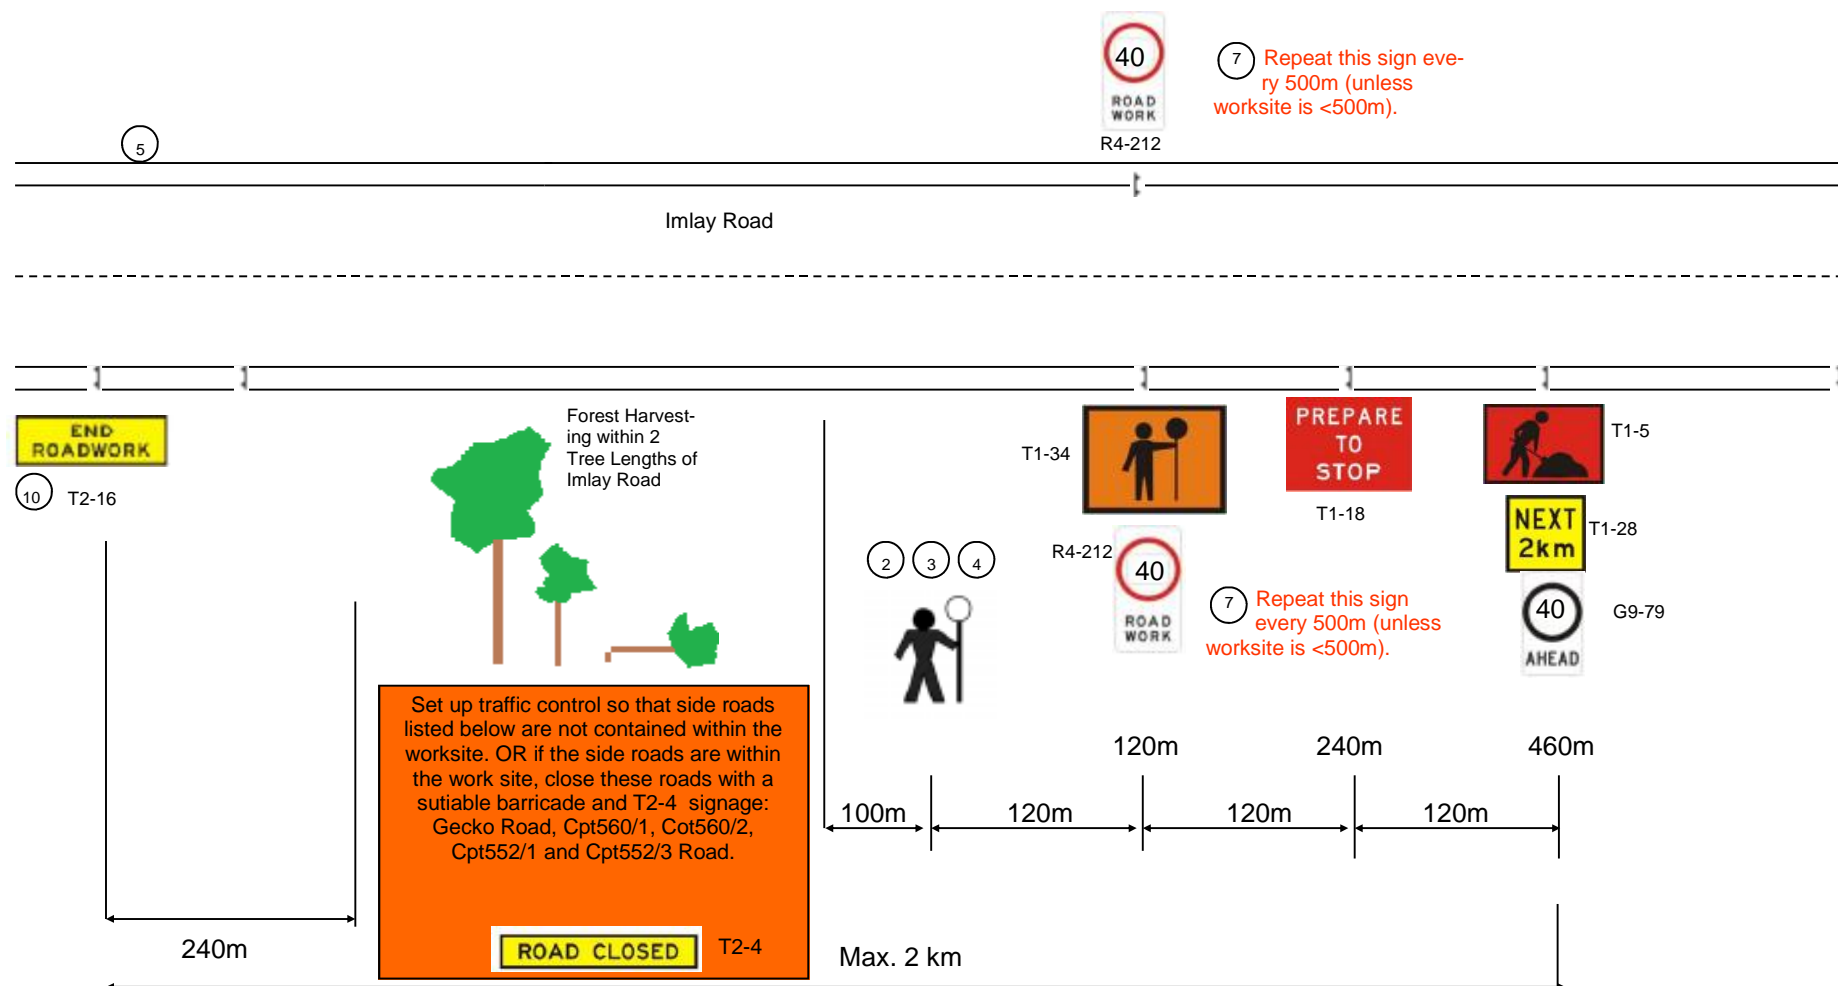 40
ROAD
WORK
R4-212
7
Repeat this sign eve-
ry 500m (unless
worksite is <500m).
5
Imlay Road
END
ROADWORK
10
T2-16
Forest Harvest-
ing within 2
Tree Lengths of
Imlay Road
2 3 4
T1-34
R4-212
40
ROAD
WORK
7
Repeat this sign
every 500m (unless
worksite is <500m).
PREPARE
TO
STOP
T1-18
T1-5
NEXT
2km
T1-28
40
AHEAD
G9-79
Set up traffic control so that side roads
listed below are not contained within the
worksite. OR if the side roads are within
the work site, close these roads with a
sutiable barricade and T2-4 signage:
Gecko Road, Cpt560/1, Cot560/2,
Cpt552/1 and Cpt552/3 Road.
ROAD CLOSED
T2-4
120m 240m 460m
100m 120m 120m 120m
240m
Max. 2 km